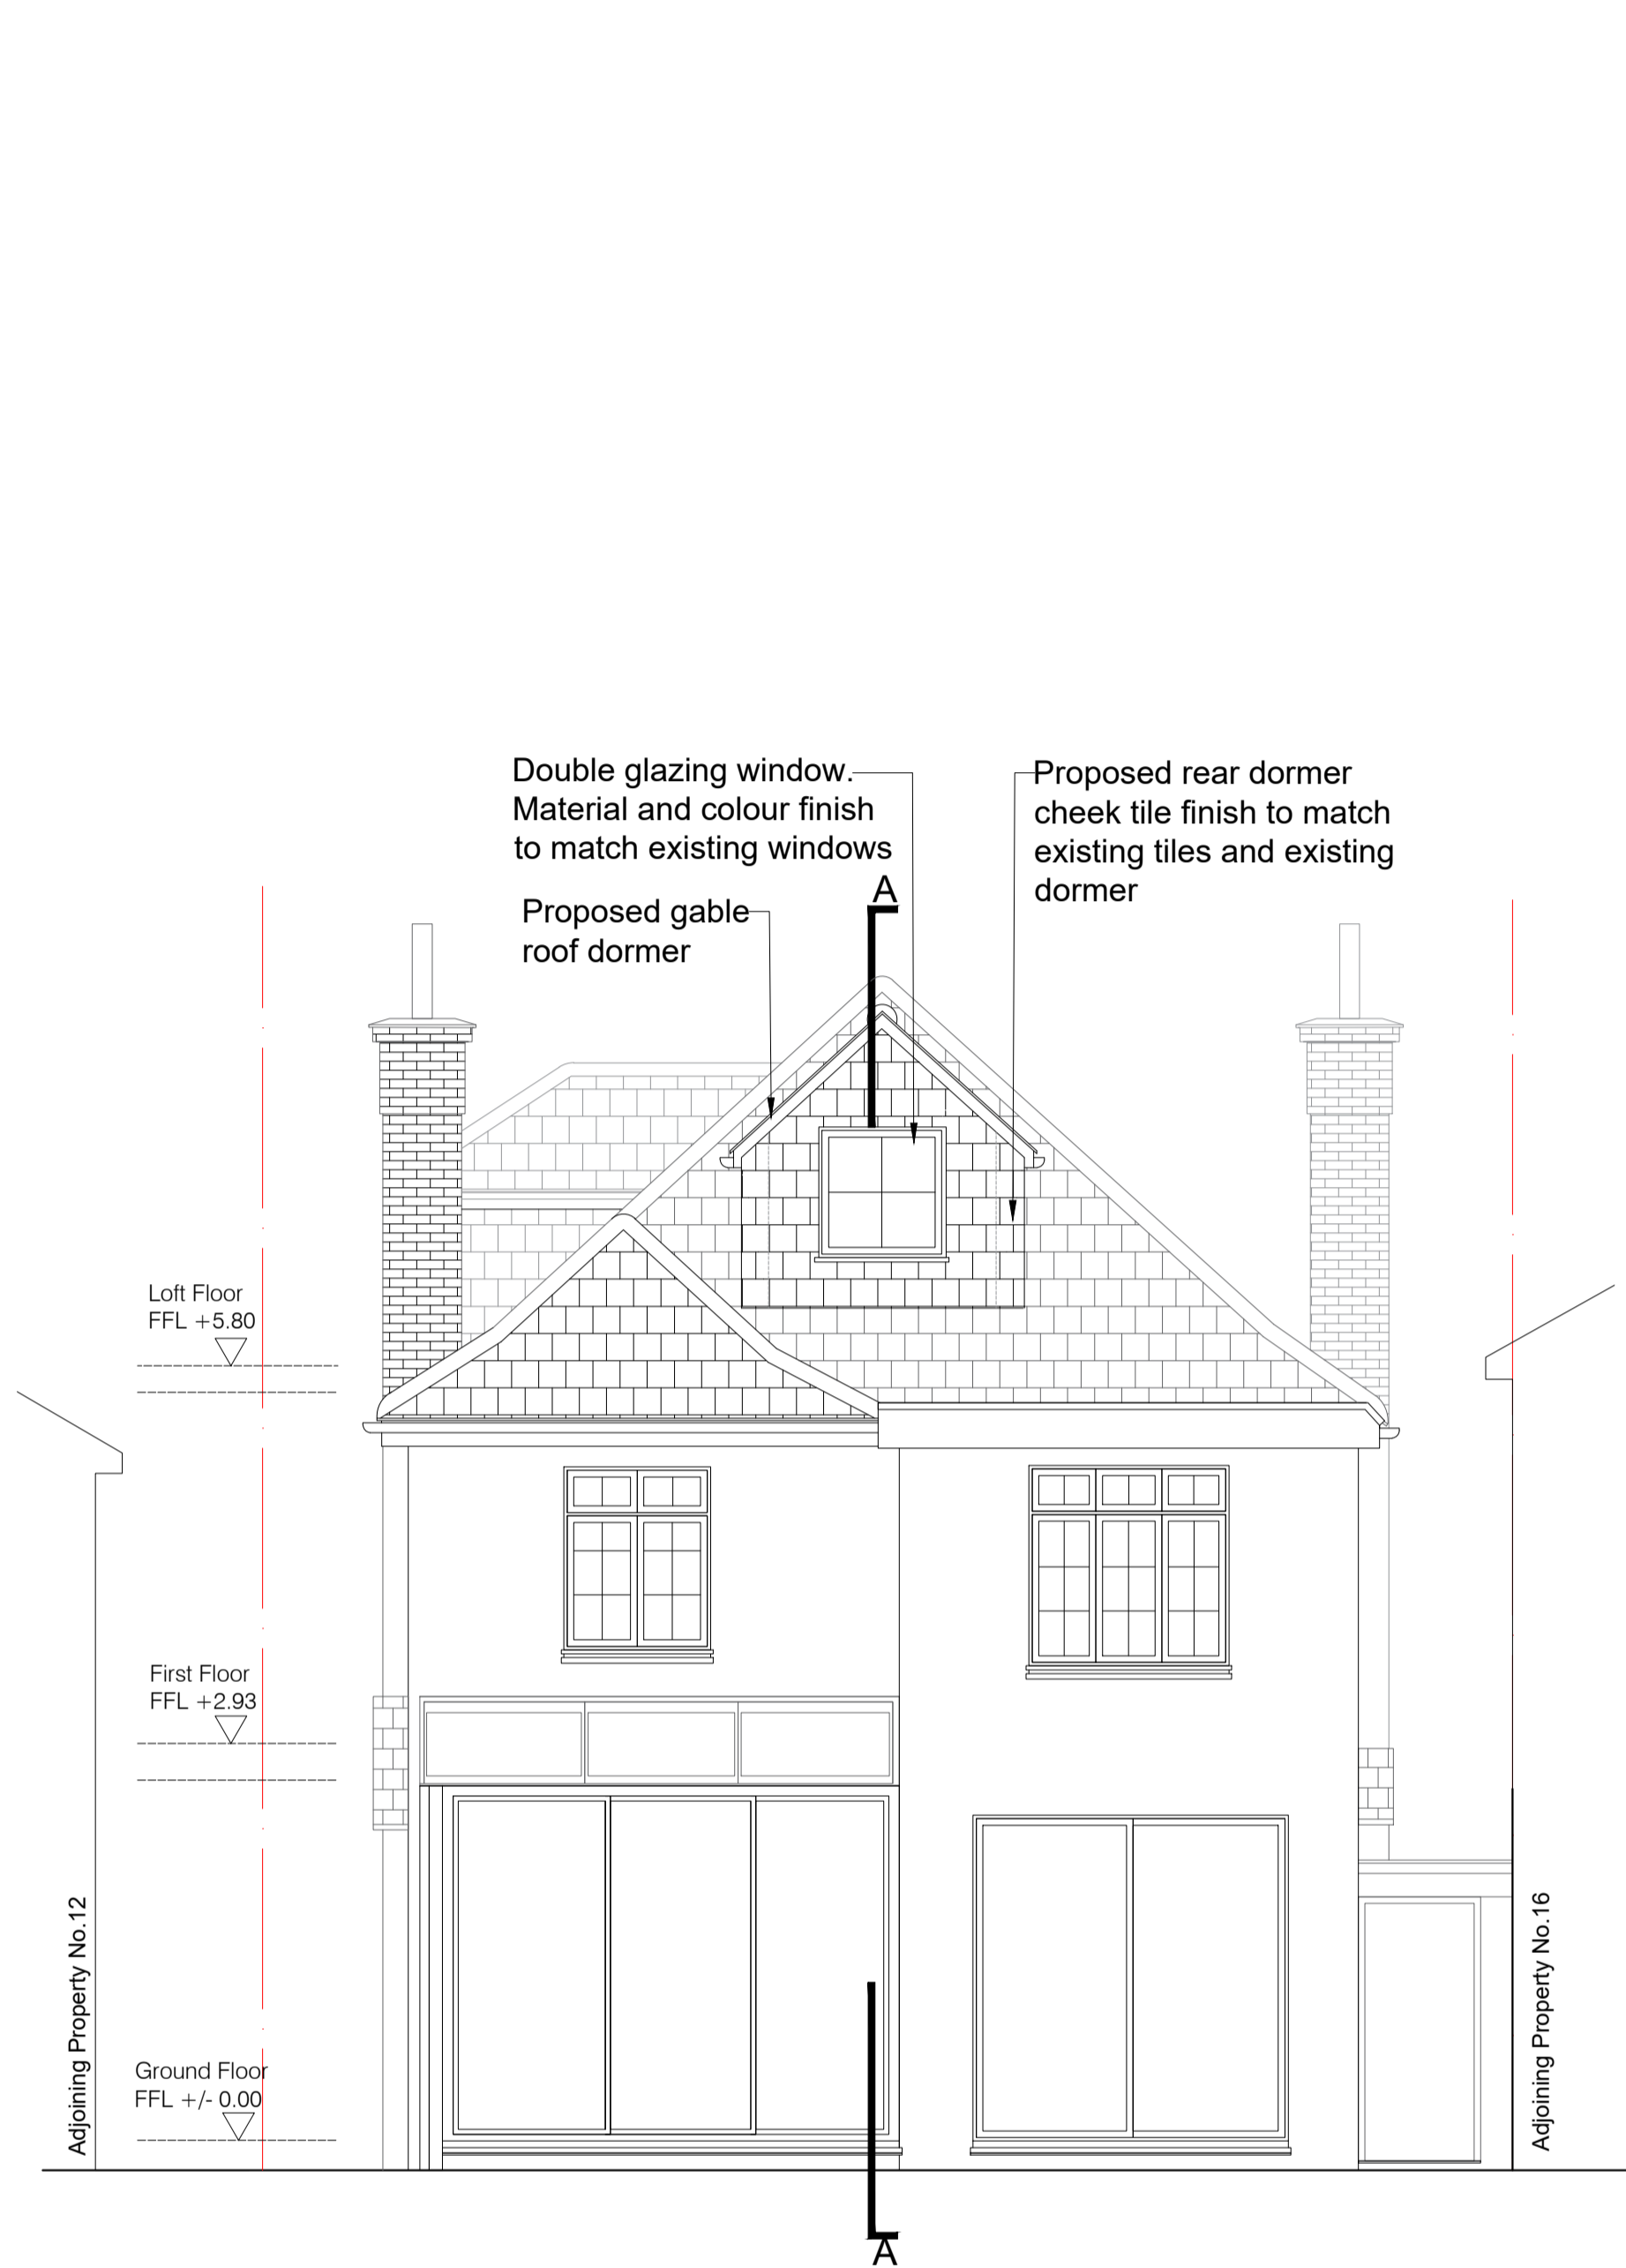 Double glazing window.
Material and colour finish
to match existing windows
Proposed rear dormer
cheek tile finish to match
existing tiles and existing
dormer
A
Proposed gable
roof dormer
Loft Floor
FFL +5.80
First Floor
FFL +2.93
Adjoining Property No.12
Adjoining Property No.16
Ground Floor
FFL +/- 0.00
A